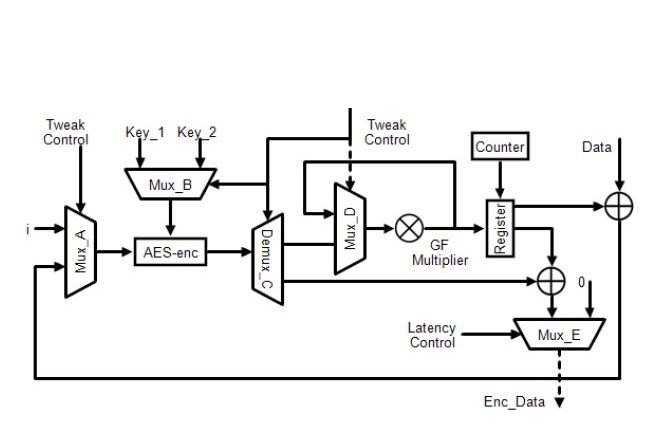 Tweak
Control
Key_1 Key_2
Tweak
Control
Counter
Data
Mux_B
i
Mux_A
AES-enc
Demux_C
Mux_D
GF
Multiplier
Register
0
Latency
Control
Mux_E
Enc_Data